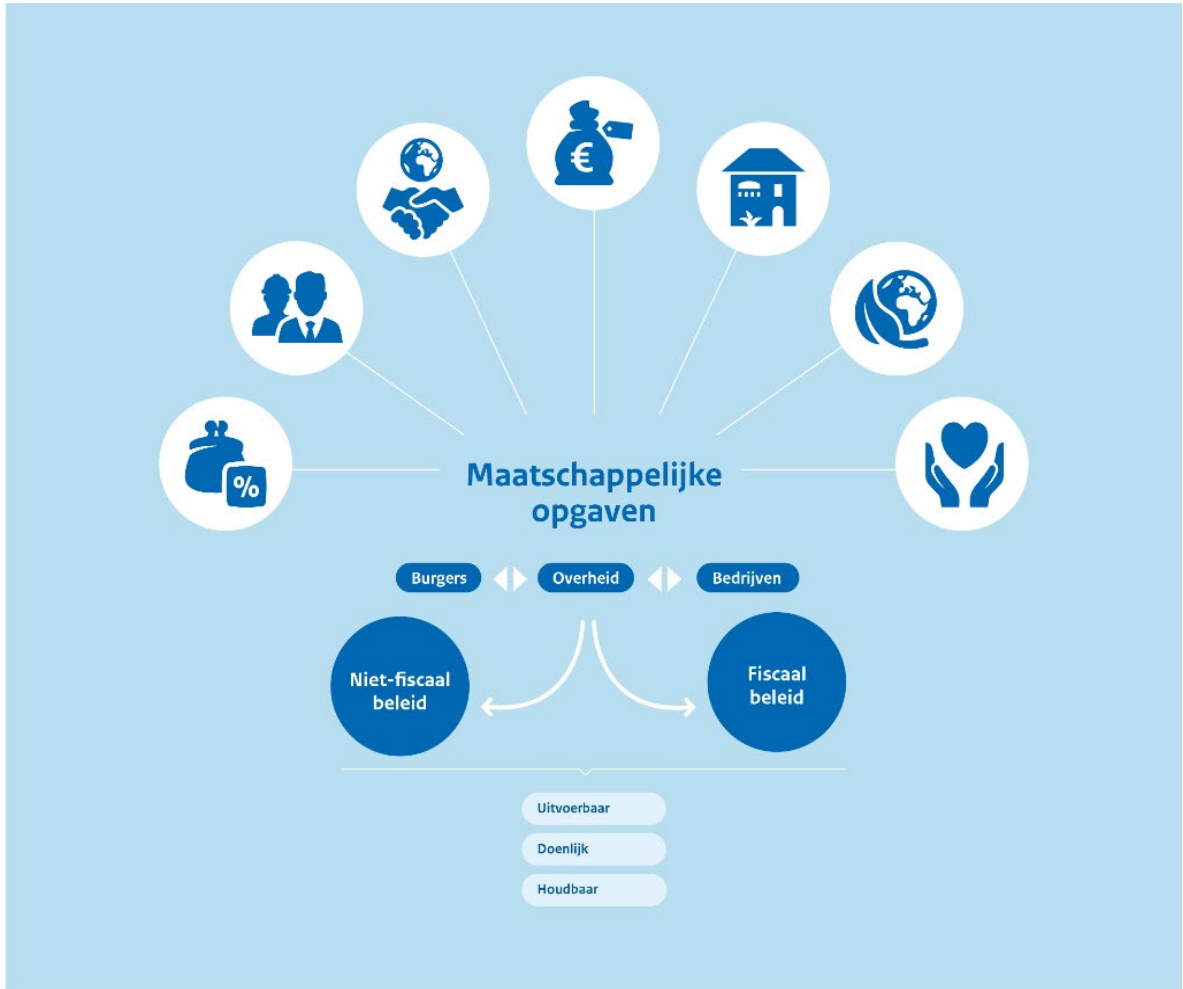 €
%
Maatschappelijke
opgaven
Burgers
Overheid
Bedrijven
Niet-fiscaal
beleid
Fiscaal
beleid
Uitvoerbaar
Doenlijk
Houdbaar